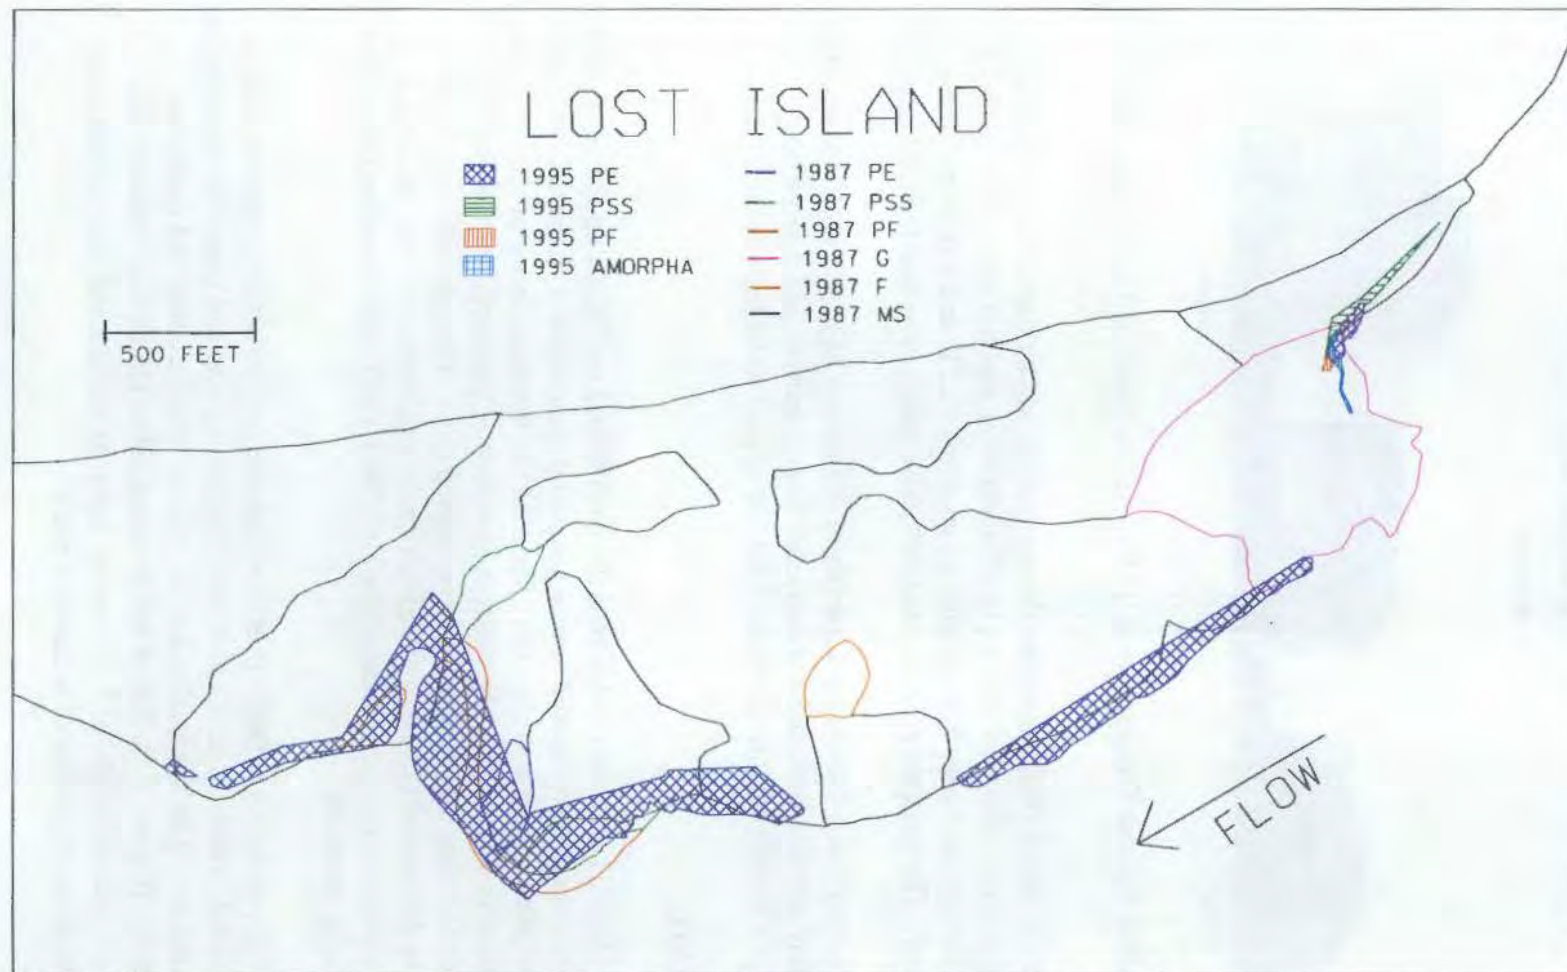 LOST ISLAND
1995 PE
1995 PSS
1995 PF
1995 AMORPHA
1987 PE
1987 PSS
1987 PF
1987 G
1987 F
1987 MS
500 FEET
FLOW